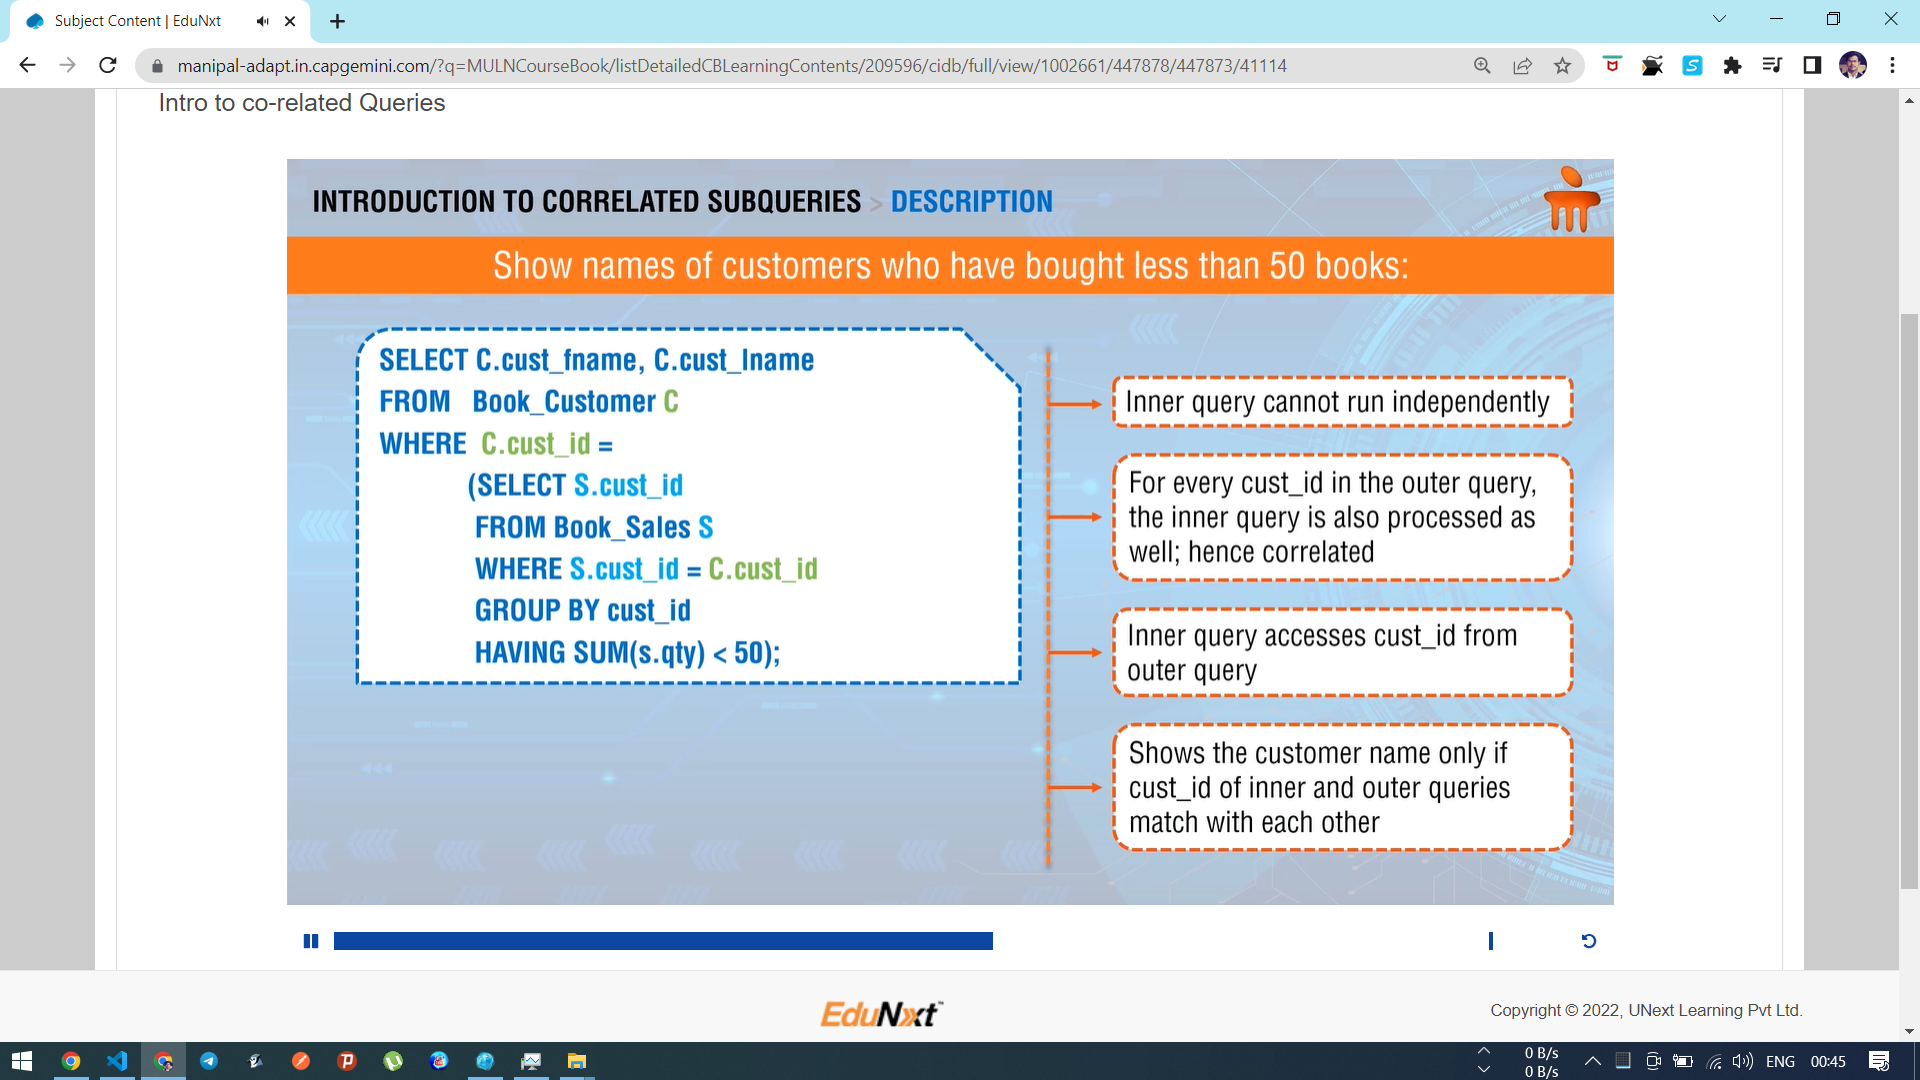 Subject Content | EduNxt
manipal-adapt.in.capgemini.com/?q=MULNCourseBook/listDetailedCBLearningContents/209596/cidb/full/view/1002661/447878/447873/41114
Intro to co-related Queries
INTRODUCTION TO CORRELATED SUBQUERIES > DESCRIPTION
Show names of customers who have bought less than 50 books:
SELECT C.cust_fname, C.cust_lname
FROM Book_Customer C
WHERE C.cust_id =
(SELECT S.cust_id
FROM Book_Sales S
WHERE S.cust_id = C.cust_id
GROUP BY cust_id
HAVING SUM(s.qty) < 50);
Inner query cannot run independently
For every cust_id in the outer query,
the inner query is also processed as
well; hence correlated
Inner query accesses cust_id from
outer query
Shows the customer name only if
cust_id of inner and outer queries
match with each other
EduNxt
Copyright © 2022, UNext Learning Pvt Ltd.
0 B/s
0 B/s
ENG
00:45